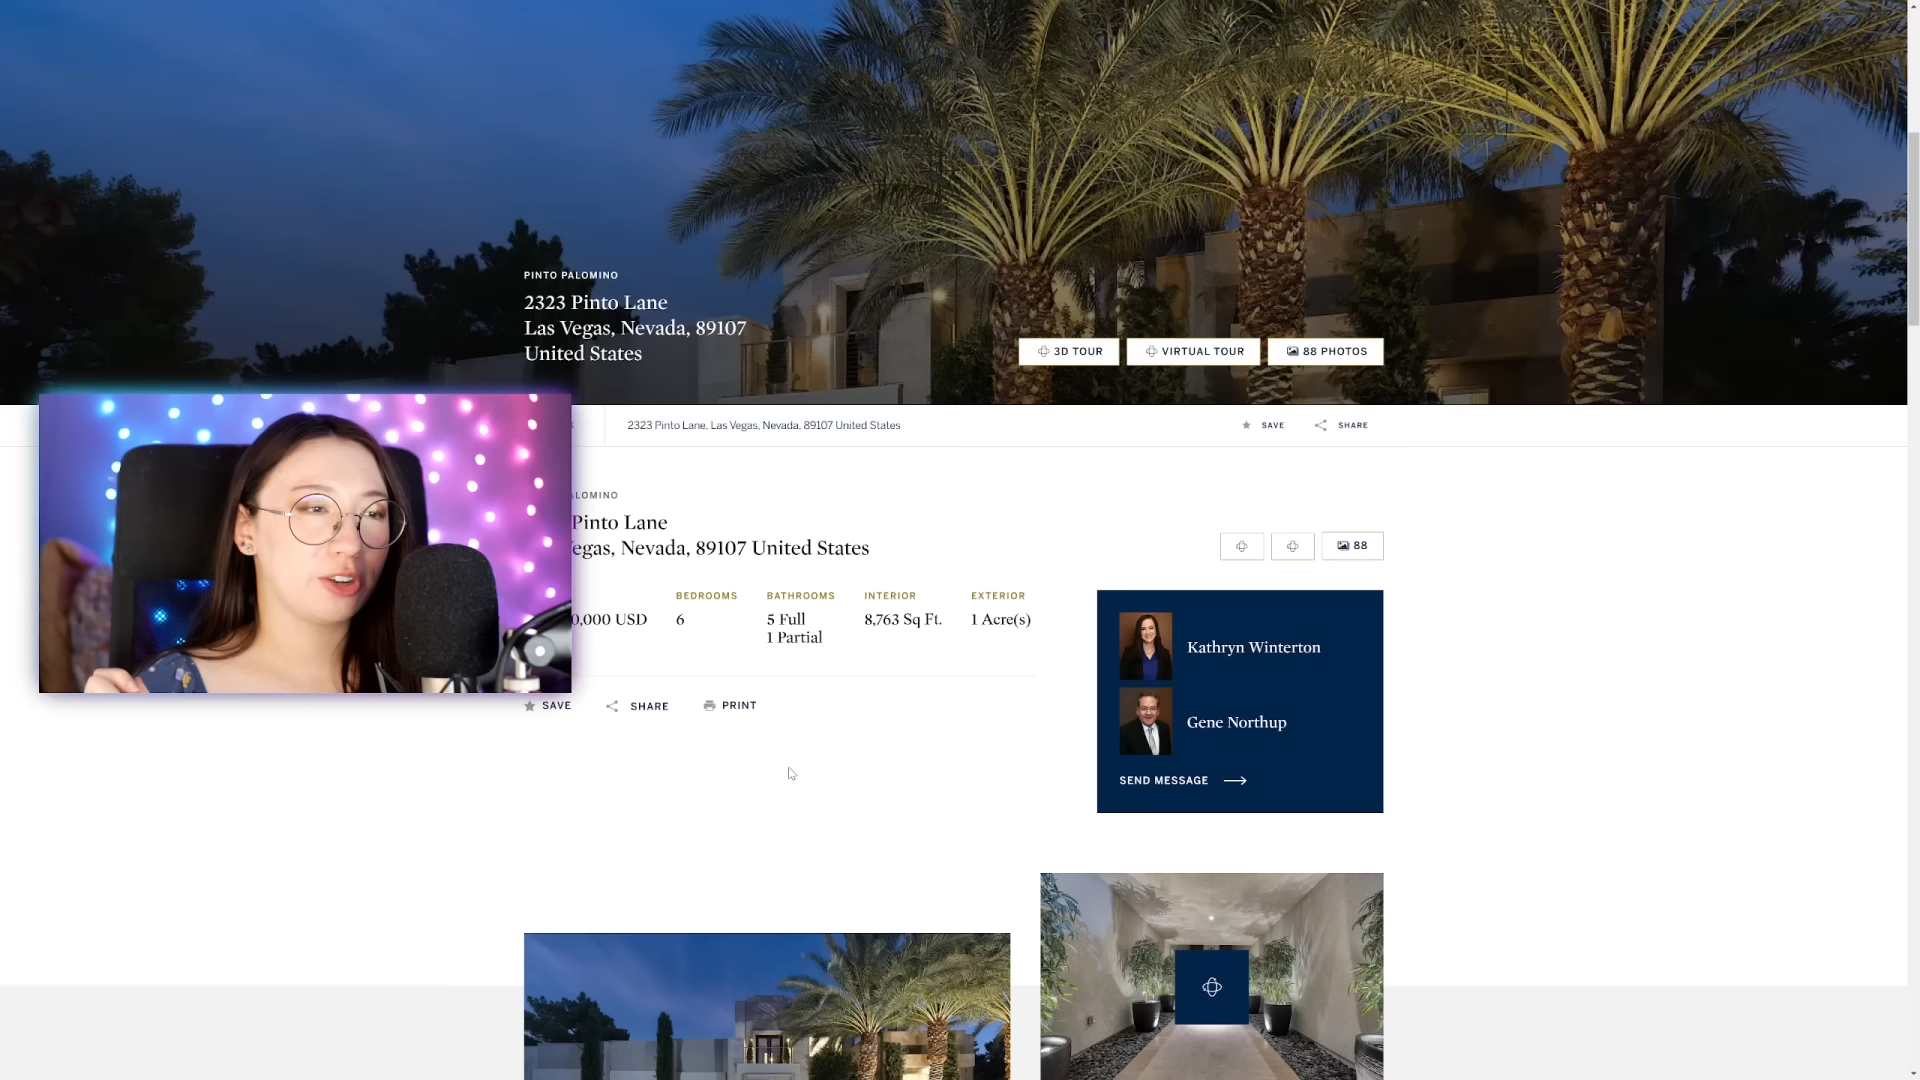 PINTO PALOMINO
2323 Pinto Lane
Las Vegas, Nevada, 89107
United States
3D TOUR
VIRTUAL TOUR
88 PHOTOS
2323 Pinto Lane, Las Vegas, Nevada, 89107 United States
SAVE
SHARE
ALOMINO
Pinto Lane
egas, Nevada, 89107 United States
88
BEDROOMS
BATHROOMS
INTERIOR
EXTERIOR
0,000 USD
6
5 Full
1 Partial
8,763 Sq Ft.
1 Acre(s)
SAVE
SHARE
PRINT
Kathryn Winterton
Gene Northup
SEND MESSAGE